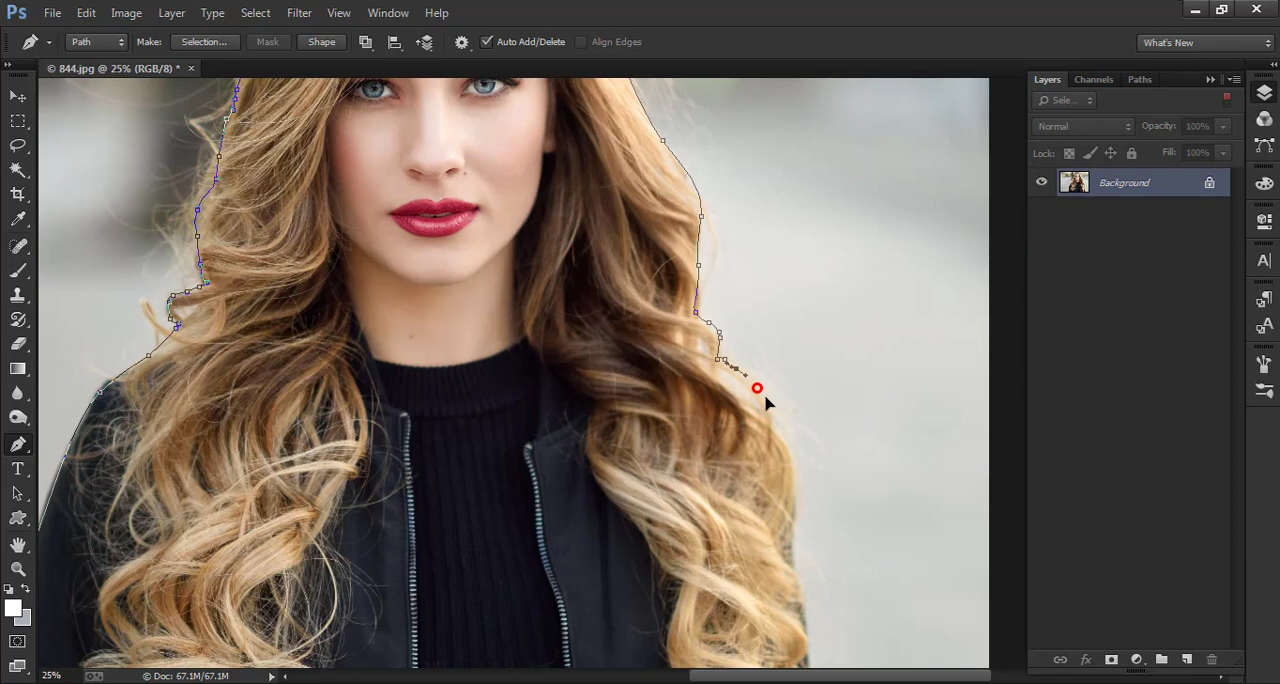 Ps File Edit Image Layer Type Select Filter View Window Help
Path Make: Selection... Mask Shape Auto Add/Delete Align Edges What's New
© 844.jpg @ 25% (RGB/8) * ×
Layers Channels Paths
Sele...
Normal Opacity: 100%
Lock: Fill: 100%
Background
25% © Doc: 67.1M/67.1M